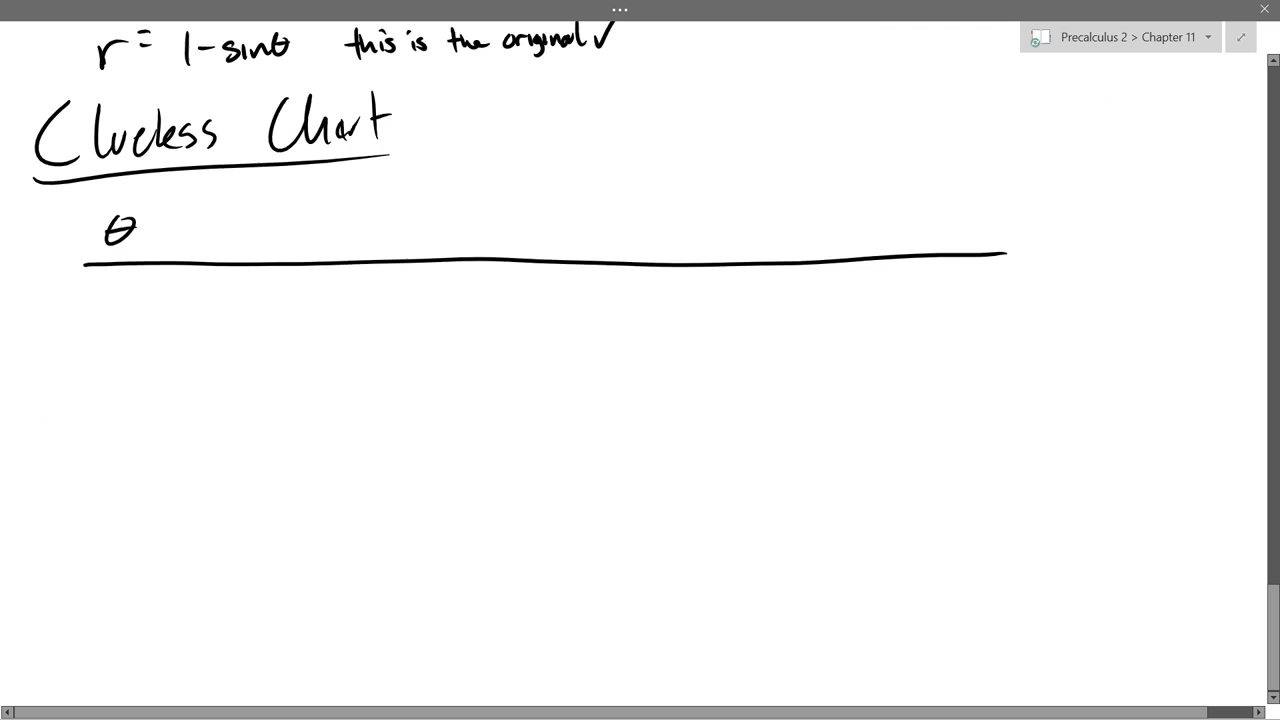 Precalculus 2 > Chapter 11
r = 1-sinθ this is the original ✓
Clueless Chart
θ